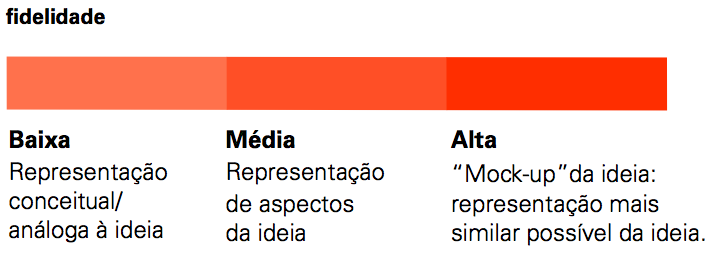 fidelidade
Baixa
Representação
conceitual/
análoga à ideia
Média
Representação
de aspectos
da ideia
Alta
“Mock-up”da ideia:
representação mais
similar possível da ideia.